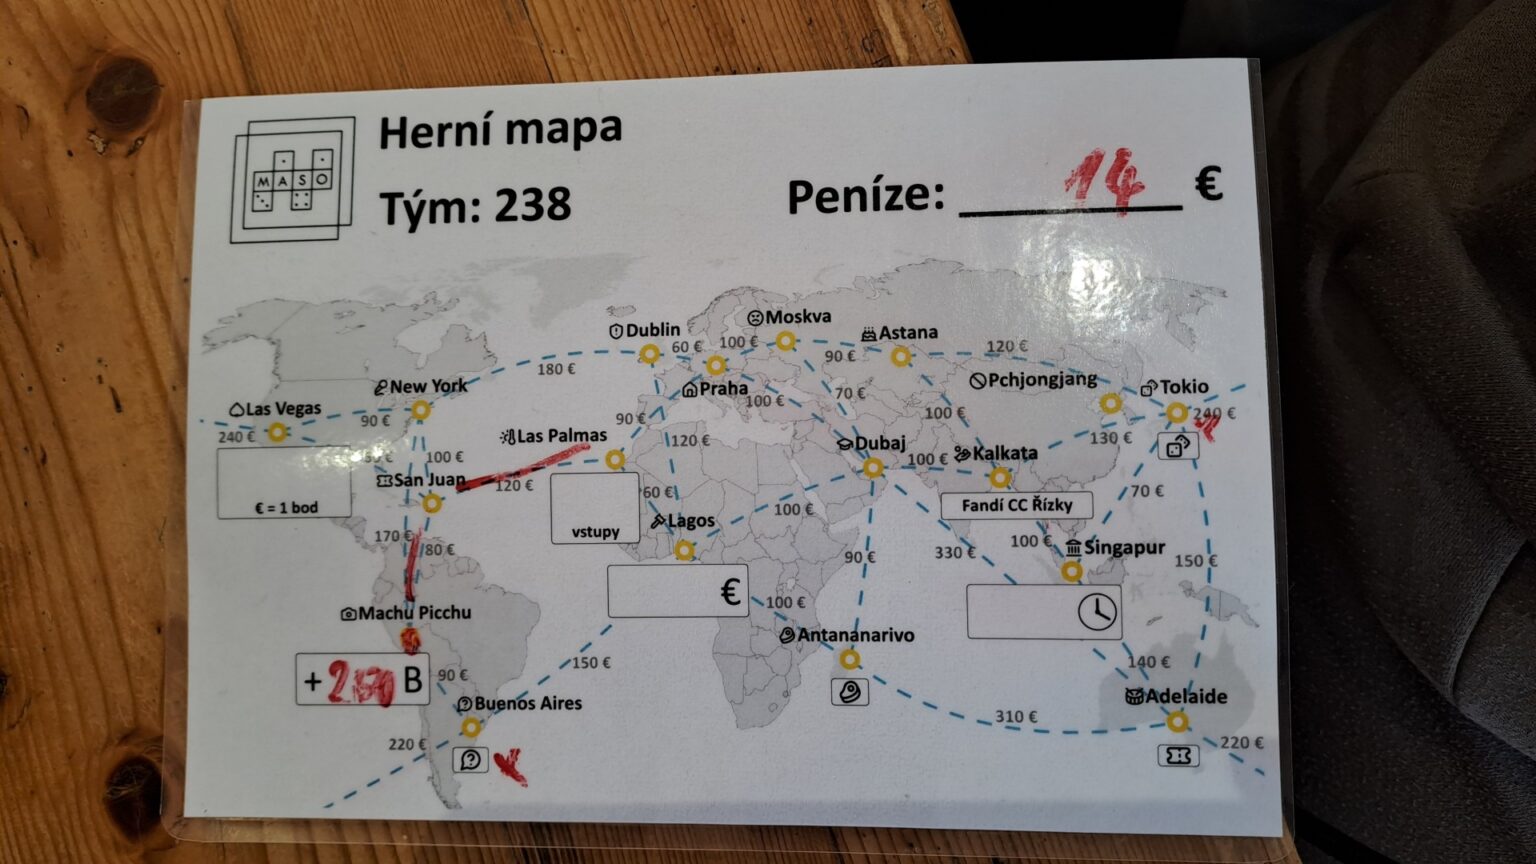 Herní mapa
MASO
Tým: 238
Peníze: 14 €
Moskva
Dublin
Astana
60 €
100 €
120 €
90 €
180 €
Praha
Pchjongjang
Tokio
New York
Las Vegas
100 €
70 €
100 €
240 €
90 €
90 €
240 €
Las Palmas
120 €
Dubaj
130 €
100 €
Kalkata
100 €
San Juan
120 €
60 €
70 €
€ = 1 bod
vstupy
Lagos
100 €
Fandí CC Řízky
170 €
80 €
90 €
330 €
100 €
Singapur
150 €
€
Machu Picchu
100 €
Antananarivo
+ B
90 €
150 €
140 €
Buenos Aires
Adelaide
310 €
220 €
220 €